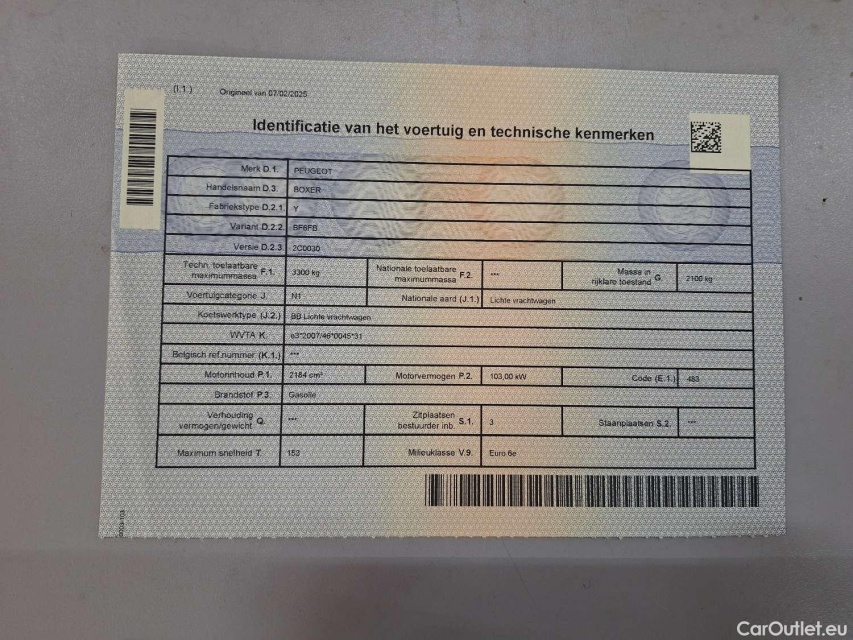 (I.1.) Origineel van 07/02/2025
Identificatie van het voertuig en technische kenmerken
Merk D.1. PEUGEOT
Handelsnaam D.3. BOXER
Fabriekstype D.2.1 Y
Variant D.2.2. BF6FB
Versie D.2.3. 2C0030
Techn. toelaatbare maximummassa F.1. 3300 kg Nationale toelaatbare maximummassa F.2. *** Massa in rijklare toestand G. 2100 kg
Voertuigcategorie J. N1 Nationale aard (J.1.) Lichte vrachtwagen
Koetswerktype (J.2.) BB Lichte vrachtwagen
WVTA K. e3*2007/46*0045*31
Belgisch ref.nummer (K.1.) ***
Motorinhoud P.1. 2184 cm³ Motorvermogen P.2. 103,00 kW Code (E.1.) 483
Brandstof P.3. Gasolie
Verhouding vermogen/gewicht Q. *** Zitplaatsen bestuurder inb. S.1. 3 Staanplaatsen S.2. ***
Maximum snelheid T. 153 Milieuklasse V.9. Euro 6e
CarOutlet.eu